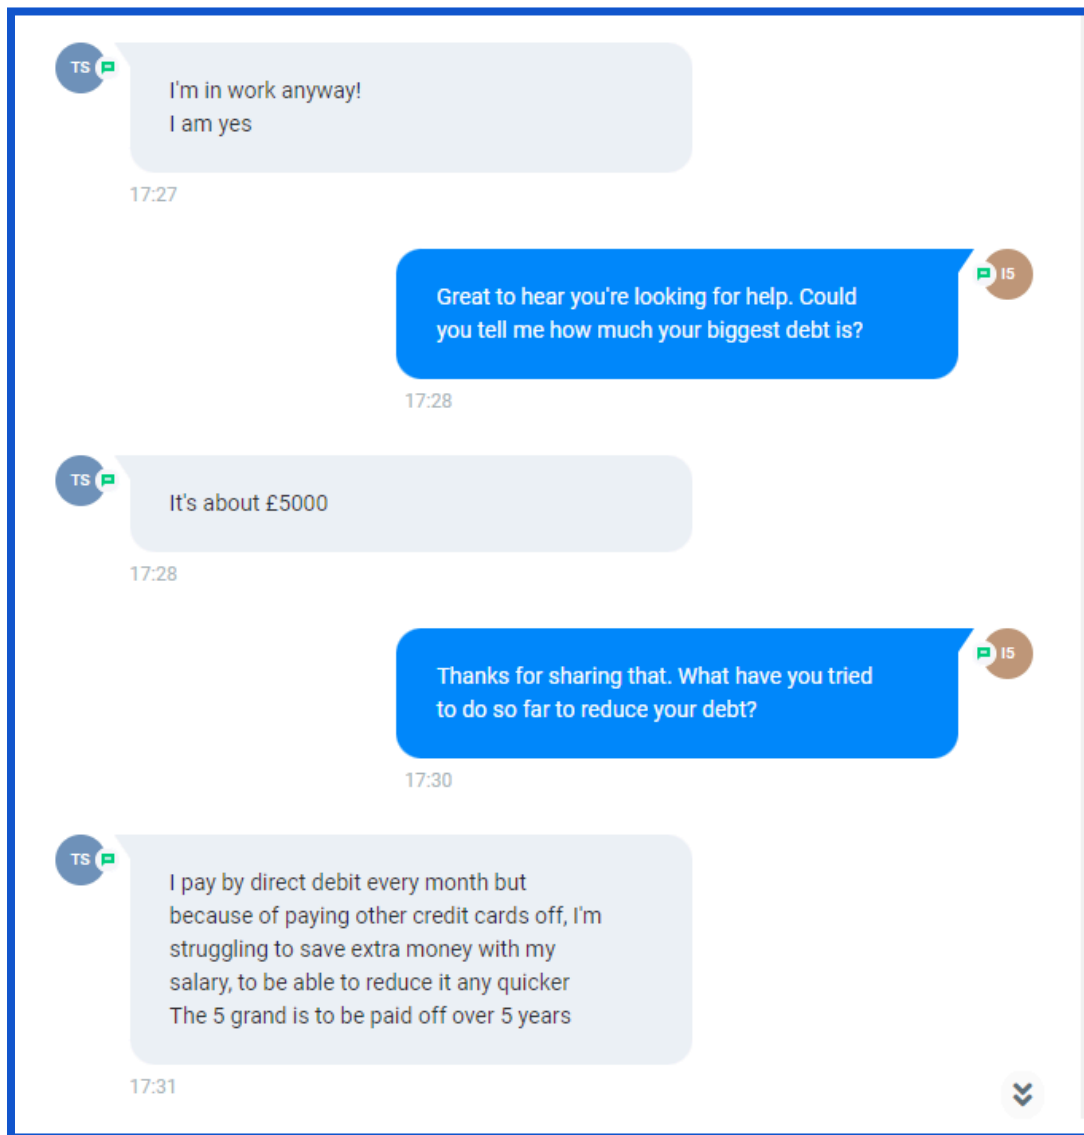 TS
I'm in work anyway!
I am yes
17:27
I5
Great to hear you're looking for help. Could
you tell me how much your biggest debt is?
17:28
TS
It's about £5000
17:28
I5
Thanks for sharing that. What have you tried
to do so far to reduce your debt?
17:30
TS
I pay by direct debit every month but
because of paying other credit cards off, I'm
struggling to save extra money with my
salary, to be able to reduce it any quicker
The 5 grand is to be paid off over 5 years
17:31